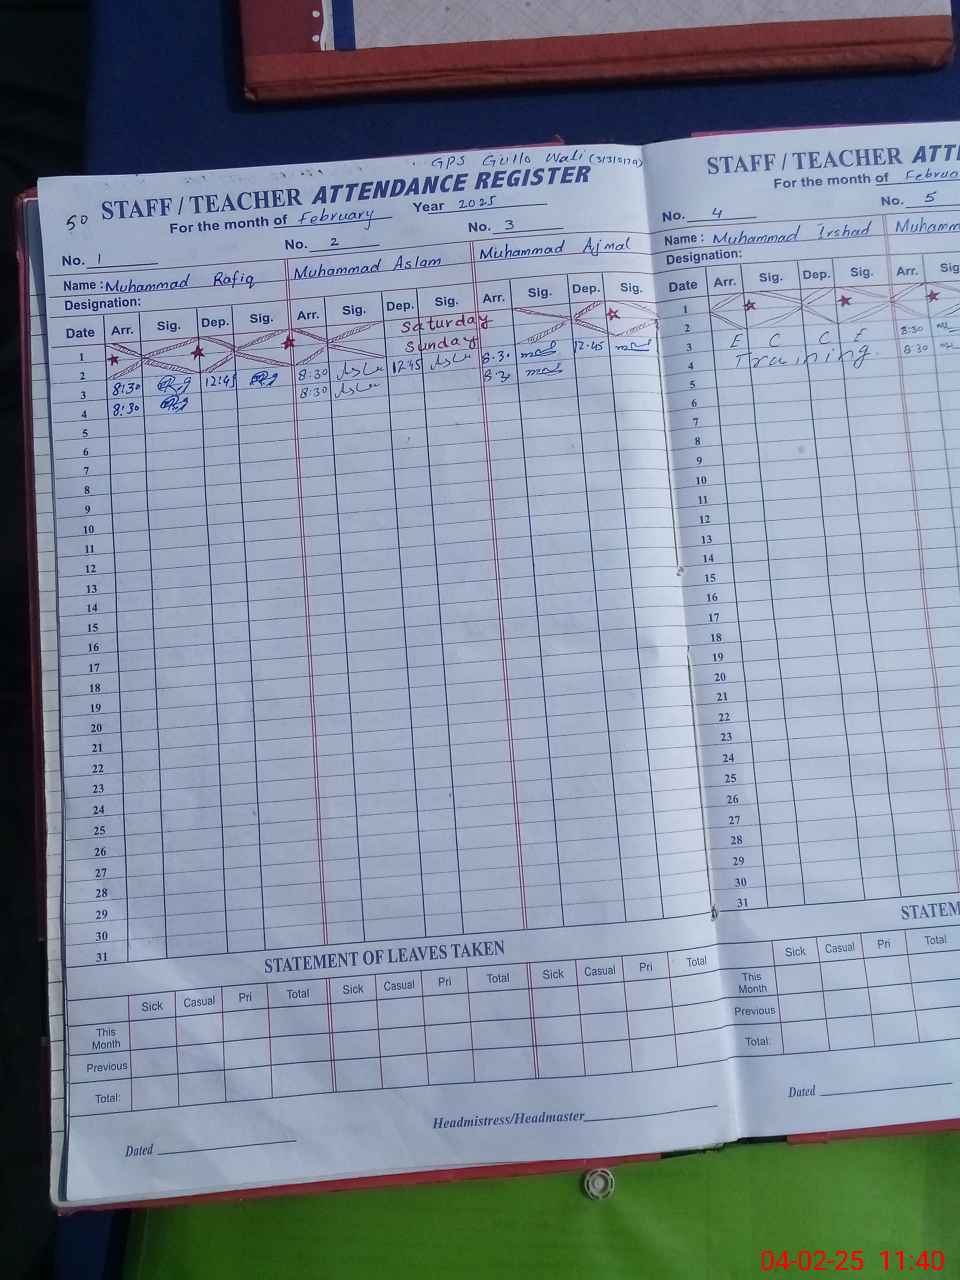 GPS Gullo Wali (31310179)
50 STAFF / TEACHER ATTENDANCE REGISTER
For the month of February Year 2025
No. 1 No. 2 No. 3
Name : Muhammad Rafiq Muhammad Aslam Muhammad Ajmal
Designation:
Date Arr. Sig. Dep. Sig. Arr. Sig. Dep. Sig. Arr. Sig. Dep. Sig.
1 Saturday
2 Sunday
3 8:30 12:45 8:30 12:45 8:30 12:45
4 8:30 8:30 8:30
5
6
7
8
9
10
11
12
13
14
15
16
17
18
19
20
21
22
23
24
25
26
27
28
29
30
31
STATEMENT OF LEAVES TAKEN
Sick Casual Pri Total Sick Casual Pri Total Sick Casual Pri Total
This
Month
Previous
Total:
Headmistress/Headmaster
Dated
STAFF / TEACHER ATT
For the month of Februa
No. 4 No. 5
Name : Muhammad Irshad Muhamm
Designation:
Arr. Sig. Dep. Sig. Arr. Sig
1
2
3 E C C E 8:30
4 Training 8:30
5
6
7
8
9
10
11
12
13
14
15
16
17
18
19
20
21
22
23
24
25
26
27
28
29
30
31
STATEM
Sick Casual Pri Total
This
Month
Previous
Total:
Dated
04-02-25 11:40